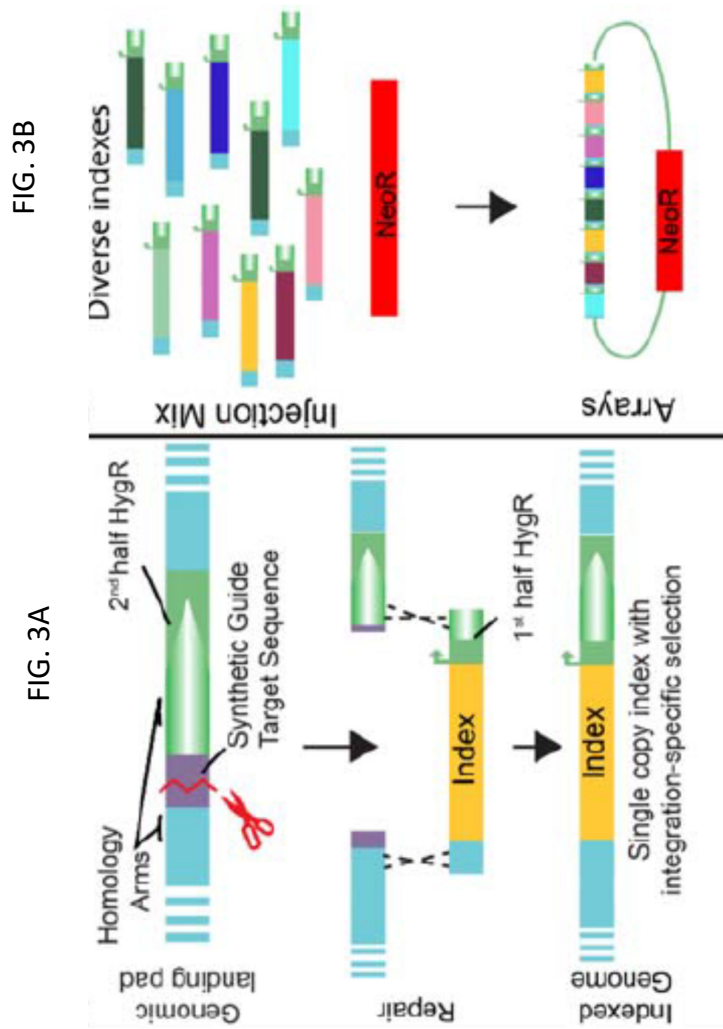 FIG. 3A
Genomic
landing pad
Homology
Arms
2nd half HygR
Synthetic Guide
Target Sequence
Repair
Index
1st half HygR
Indexed
Genome
Index
Single copy index with
integration-specific selection
FIG. 3B
Injection Mix
Diverse indexes
NeoR
Arrays
NeoR